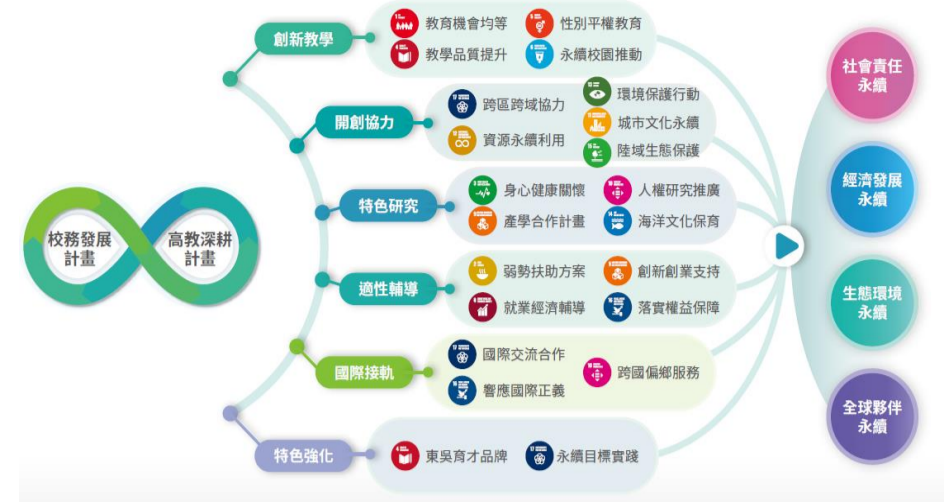 校務發展
計畫
高教深耕
計畫
創新教學
教育機會均等
性別平權教育
教學品質提升
永續校園推動
開創協力
跨區跨域協力
環境保護行動
資源永續利用
城市文化永續
陸域生態保護
特色研究
身心健康關懷
人權研究推廣
產學合作計畫
海洋文化保育
適性輔導
弱勢扶助方案
創新創業支持
就業經濟輔導
落實權益保障
國際接軌
國際交流合作
響應國際正義
跨國偏鄉服務
特色強化
東吳育才品牌
永續目標實踐
社會責任
永續
經濟發展
永續
生態環境
永續
全球夥伴
永續